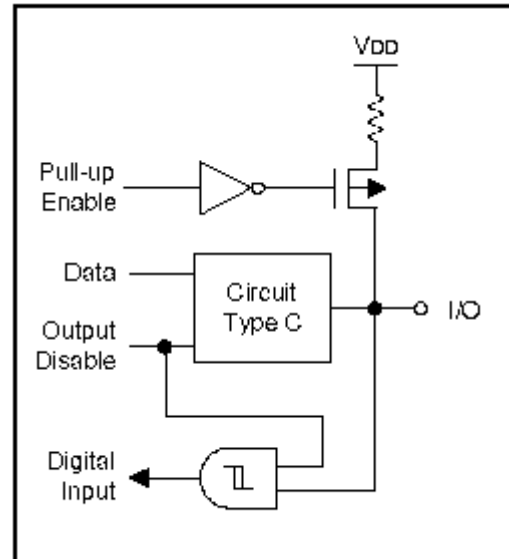 VDD
Pull-up
Enable
Data
Circuit
Type C
I/O
Output
Disable
Digital
Input